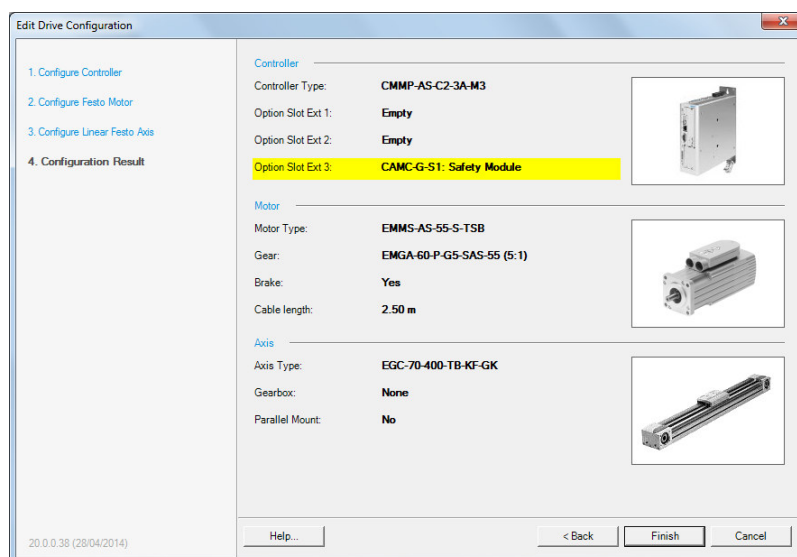 Edit Drive Configuration
1. Configure Controller
2. Configure Festo Motor
3. Configure Linear Festo Axis
4. Configuration Result
Controller
Controller Type: CMMP-AS-C2-3A-M3
Option Slot Ext 1: Empty
Option Slot Ext 2: Empty
Option Slot Ext 3: CAMC-G-S1: Safety Module
Motor
Motor Type: EMMS-AS-55-S-TSB
Gear: EMGA-60-P-G5-SAS-55 (5:1)
Brake: Yes
Cable length: 2.50 m
Axis
Axis Type: EGC-70-400-TB-KF-GK
Gearbox: None
Parallel Mount: No
20.0.0.38 (28/04/2014)
Help...
< Back
Finish
Cancel